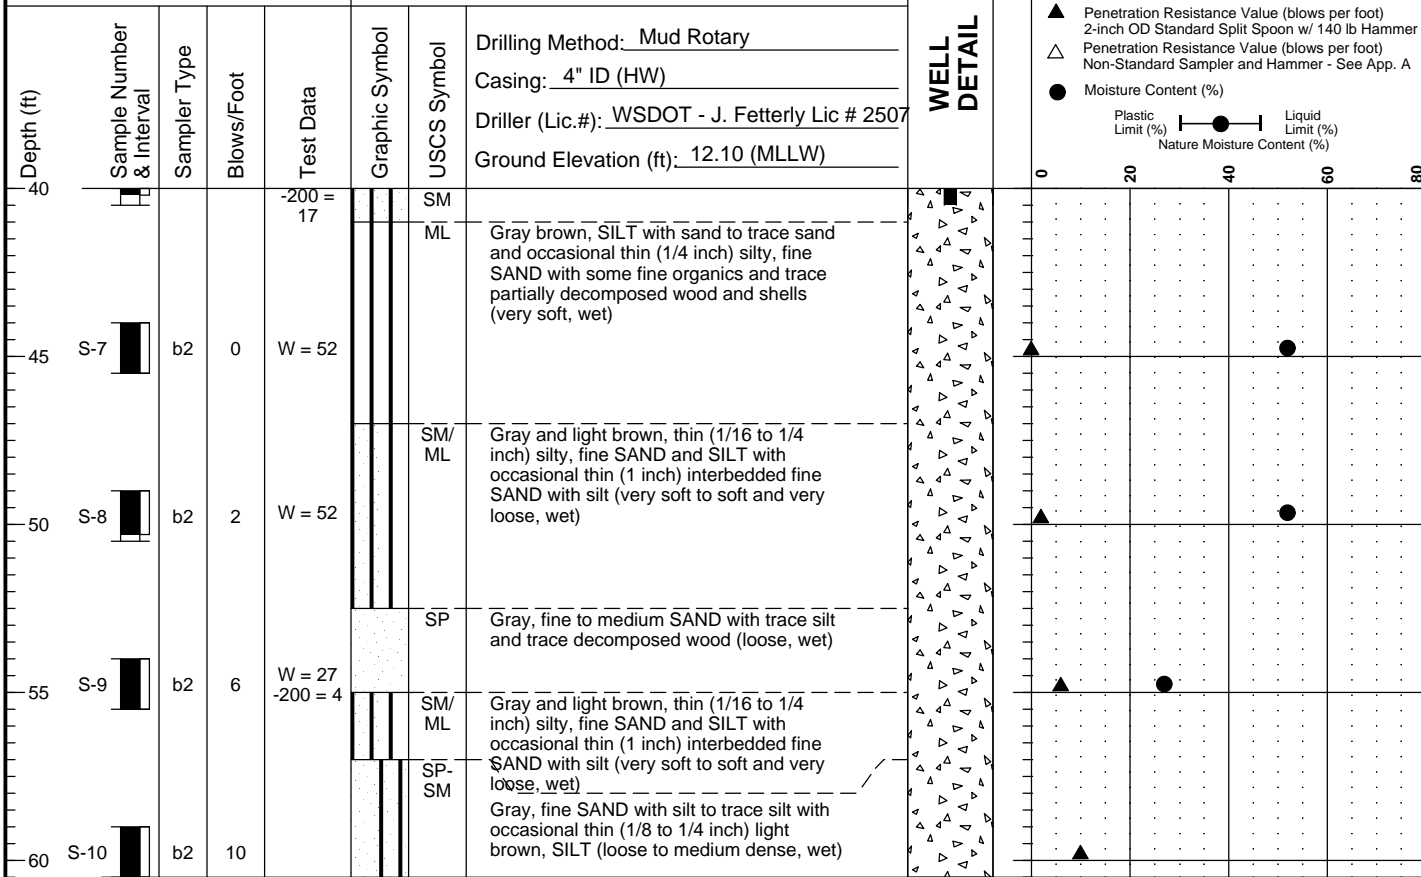 Depth (ft)
Sample Number
& Interval
Sampler Type
Blows/Foot
Test Data
Graphic Symbol
USCS Symbol
Drilling Method: Mud Rotary
Casing: 4" ID (HW)
Driller (Lic.#): WSDOT - J. Fetterly Lic # 2507
Ground Elevation (ft): 12.10 (MLLW)
WELL
DETAIL
Penetration Resistance Value (blows per foot)
2-inch OD Standard Split Spoon w/ 140 lb Hammer
Penetration Resistance Value (blows per foot)
Non-Standard Sampler and Hammer - See App. A
Moisture Content (%)
Plastic
Limit (%)
Liquid
Limit (%)
Nature Moisture Content (%)
0 20 40 60 80
40
-200 =
17
SM
ML
Gray brown, SILT with sand to trace sand
and occasional thin (1/4 inch) silty, fine
SAND with some fine organics and trace
partially decomposed wood and shells
(very soft, wet)
45 S-7 b2 0 W = 52
SM/
ML
Gray and light brown, thin (1/16 to 1/4
inch) silty, fine SAND and SILT with
occasional thin (1 inch) interbedded fine
SAND with silt (very soft to soft and very
loose, wet)
50 S-8 b2 2 W = 52
SP
Gray, fine to medium SAND with trace silt
and trace decomposed wood (loose, wet)
55 S-9 b2 6 W = 27
-200 = 4
SM/
ML
Gray and light brown, thin (1/16 to 1/4
inch) silty, fine SAND and SILT with
occasional thin (1 inch) interbedded fine
SAND with silt (very soft to soft and very
loose, wet)
SP-
SM
Gray, fine SAND with silt to trace silt with
occasional thin (1/8 to 1/4 inch) light
brown, SILT (loose to medium dense, wet)
60 S-10 b2 10